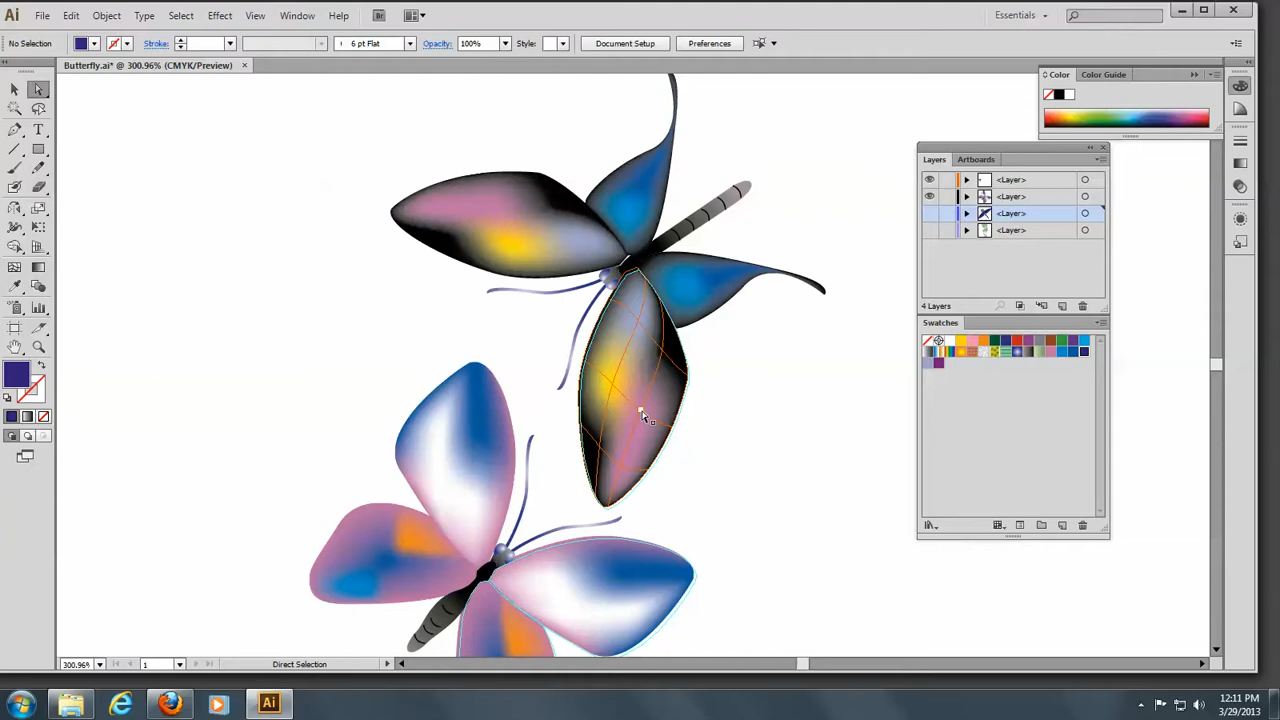 Ai File Edit Object Type Select Effect View Window Help Br Essentials
No Selection Stroke: 6 pt Flat Opacity: 100% Style: Document Setup Preferences
Butterfly.ai* @ 300.96% (CMYK/Preview)
Color Color Guide
Layers Artboards
<Layer>
<Layer>
<Layer>
<Layer>
4 Layers
Swatches
T
300.96% 1 Direct Selection
Ai
12:11 PM
3/29/2013